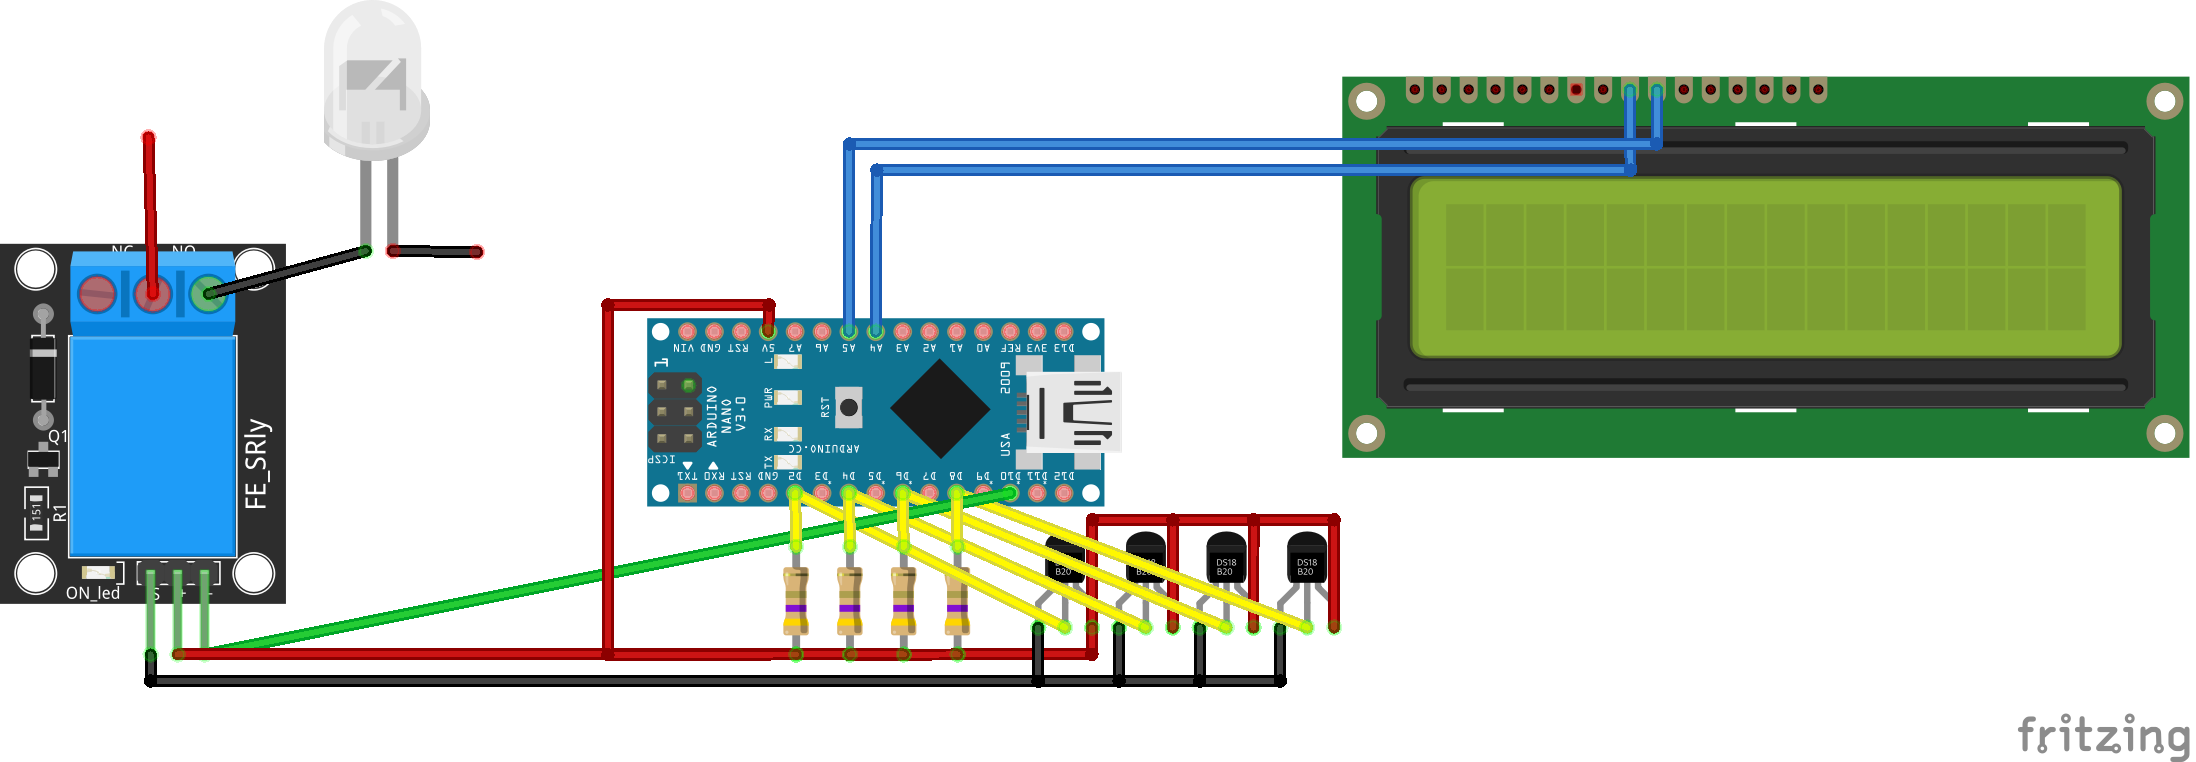 NC NO
Q1
151
R1
FE_SRly
ON_led
S + -
VIN GND RST 5V A7 A6 A5 A4 A3 A2 A1 A0 REF 3V3 D13
L
PWR
RX
TX
RST
ARDUINO
NANO
V3.0
ARDUINO.CC
ICSP
1
USA
TX1 RX0 RST GND D2 D3 D4 D5 D6 D7 D8 D9 D10 D11 D12
DS18
B20
DS18
B20
DS18
B20
DS18
B20
fritzing